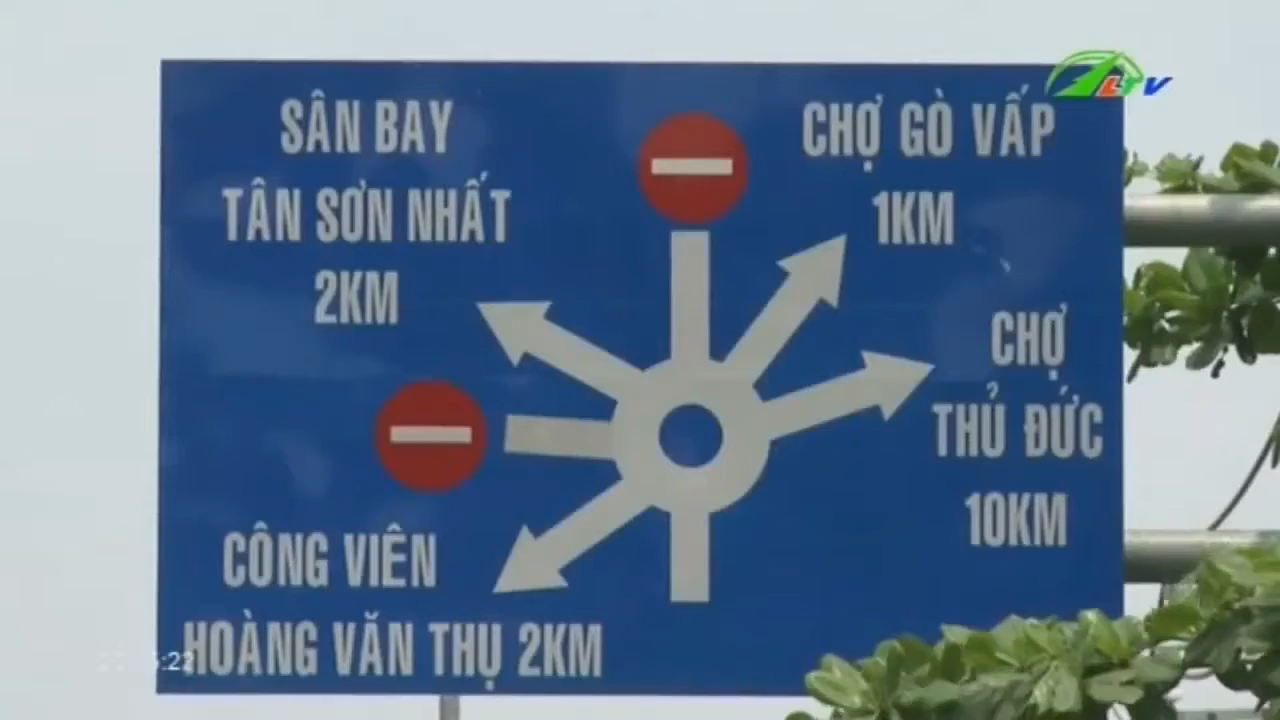 SÂN BAY
TÂN SƠN NHẤT
2KM
CHỢ GÒ VẤP
1KM
CHỢ
THỦ ĐỨC
10KM
CÔNG VIÊN
HOÀNG VĂN THỤ 2KM
LTV